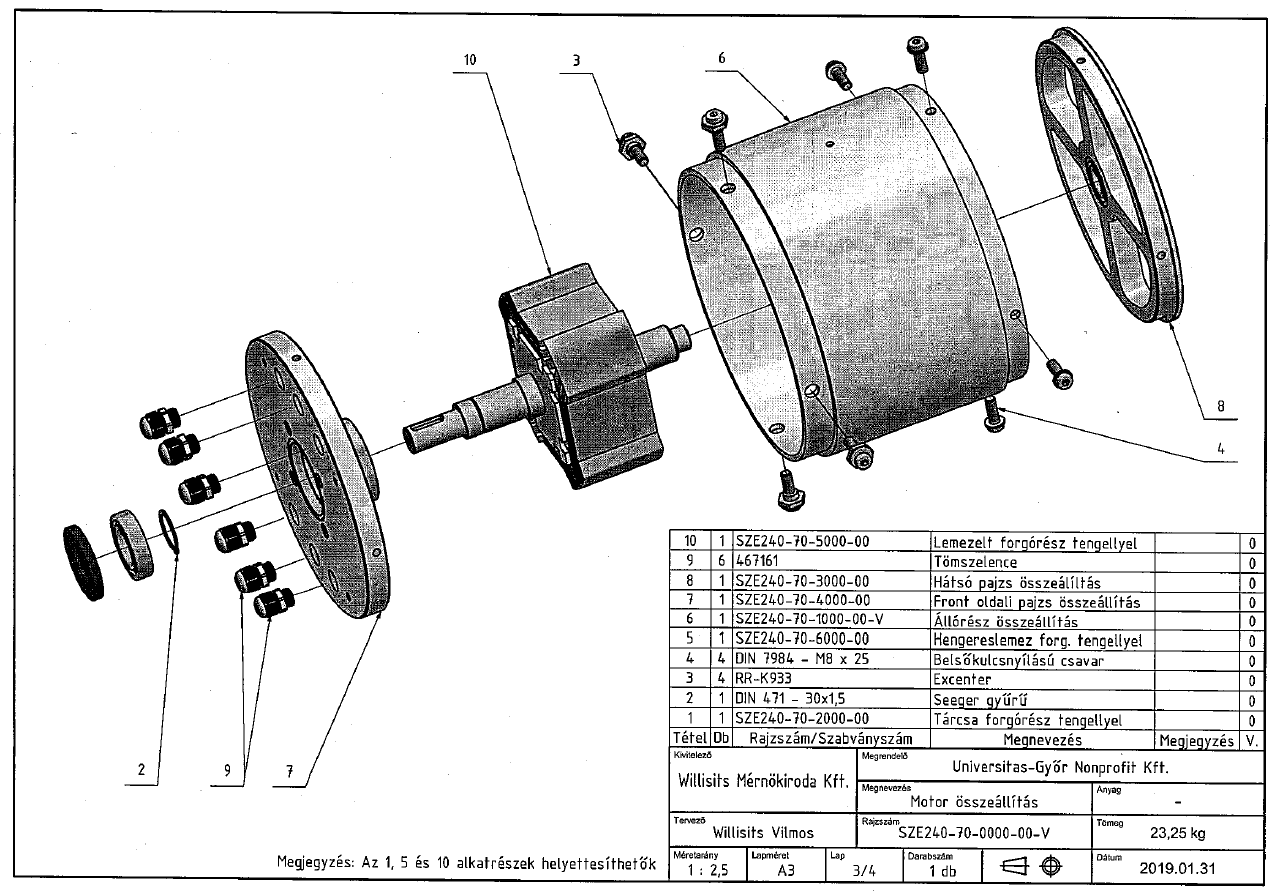 10
3
6
8
4
2
9
7
10 1 SZE240-70-5000-00 Lemezelt forgórész tengellyel 0
9 6 467161 Tömszelence 0
8 1 SZE240-70-3000-00 Hátsó pajzs összeálíltás 0
7 1 SZE240-70-4000-00 Front oldali pajzs összeállítás 0
6 1 SZE240-70-1000-00-V Állórész összeállítás 0
5 1 SZE240-70-6000-00 Hengereslemez forg. tengellyel 0
4 4 DIN 7984 - M8 x 25 Belsőkulcsnyílású csavar 0
3 4 RR-K933 Excenter 0
2 1 DIN 471 - 30x1,5 Seeger gyűrű 0
1 1 SZE240-70-2000-00 Tárcsa forgórész tengellyel 0
Tétel Db Rajzszám/Szabványszám Megnevezés Megjegyzés V.
Kivitelező
Willisits Mérnökiroda Kft.
Megrendelő
Universitas-Győr Nonprofit Kft.
Megnevezés
Motor összeállítás
Anyag
-
Tervező
Willisits Vilmos
Rajzszám
SZE240-70-0000-00-V
Tömeg
23,25 kg
Méretarány
1 : 2,5
Lapméret
A3
Lap
3/4
Darabszám
1 db
Dátum
2019.01.31
Megjegyzés: Az 1, 5 és 10 alkatrészek helyettesíthetők